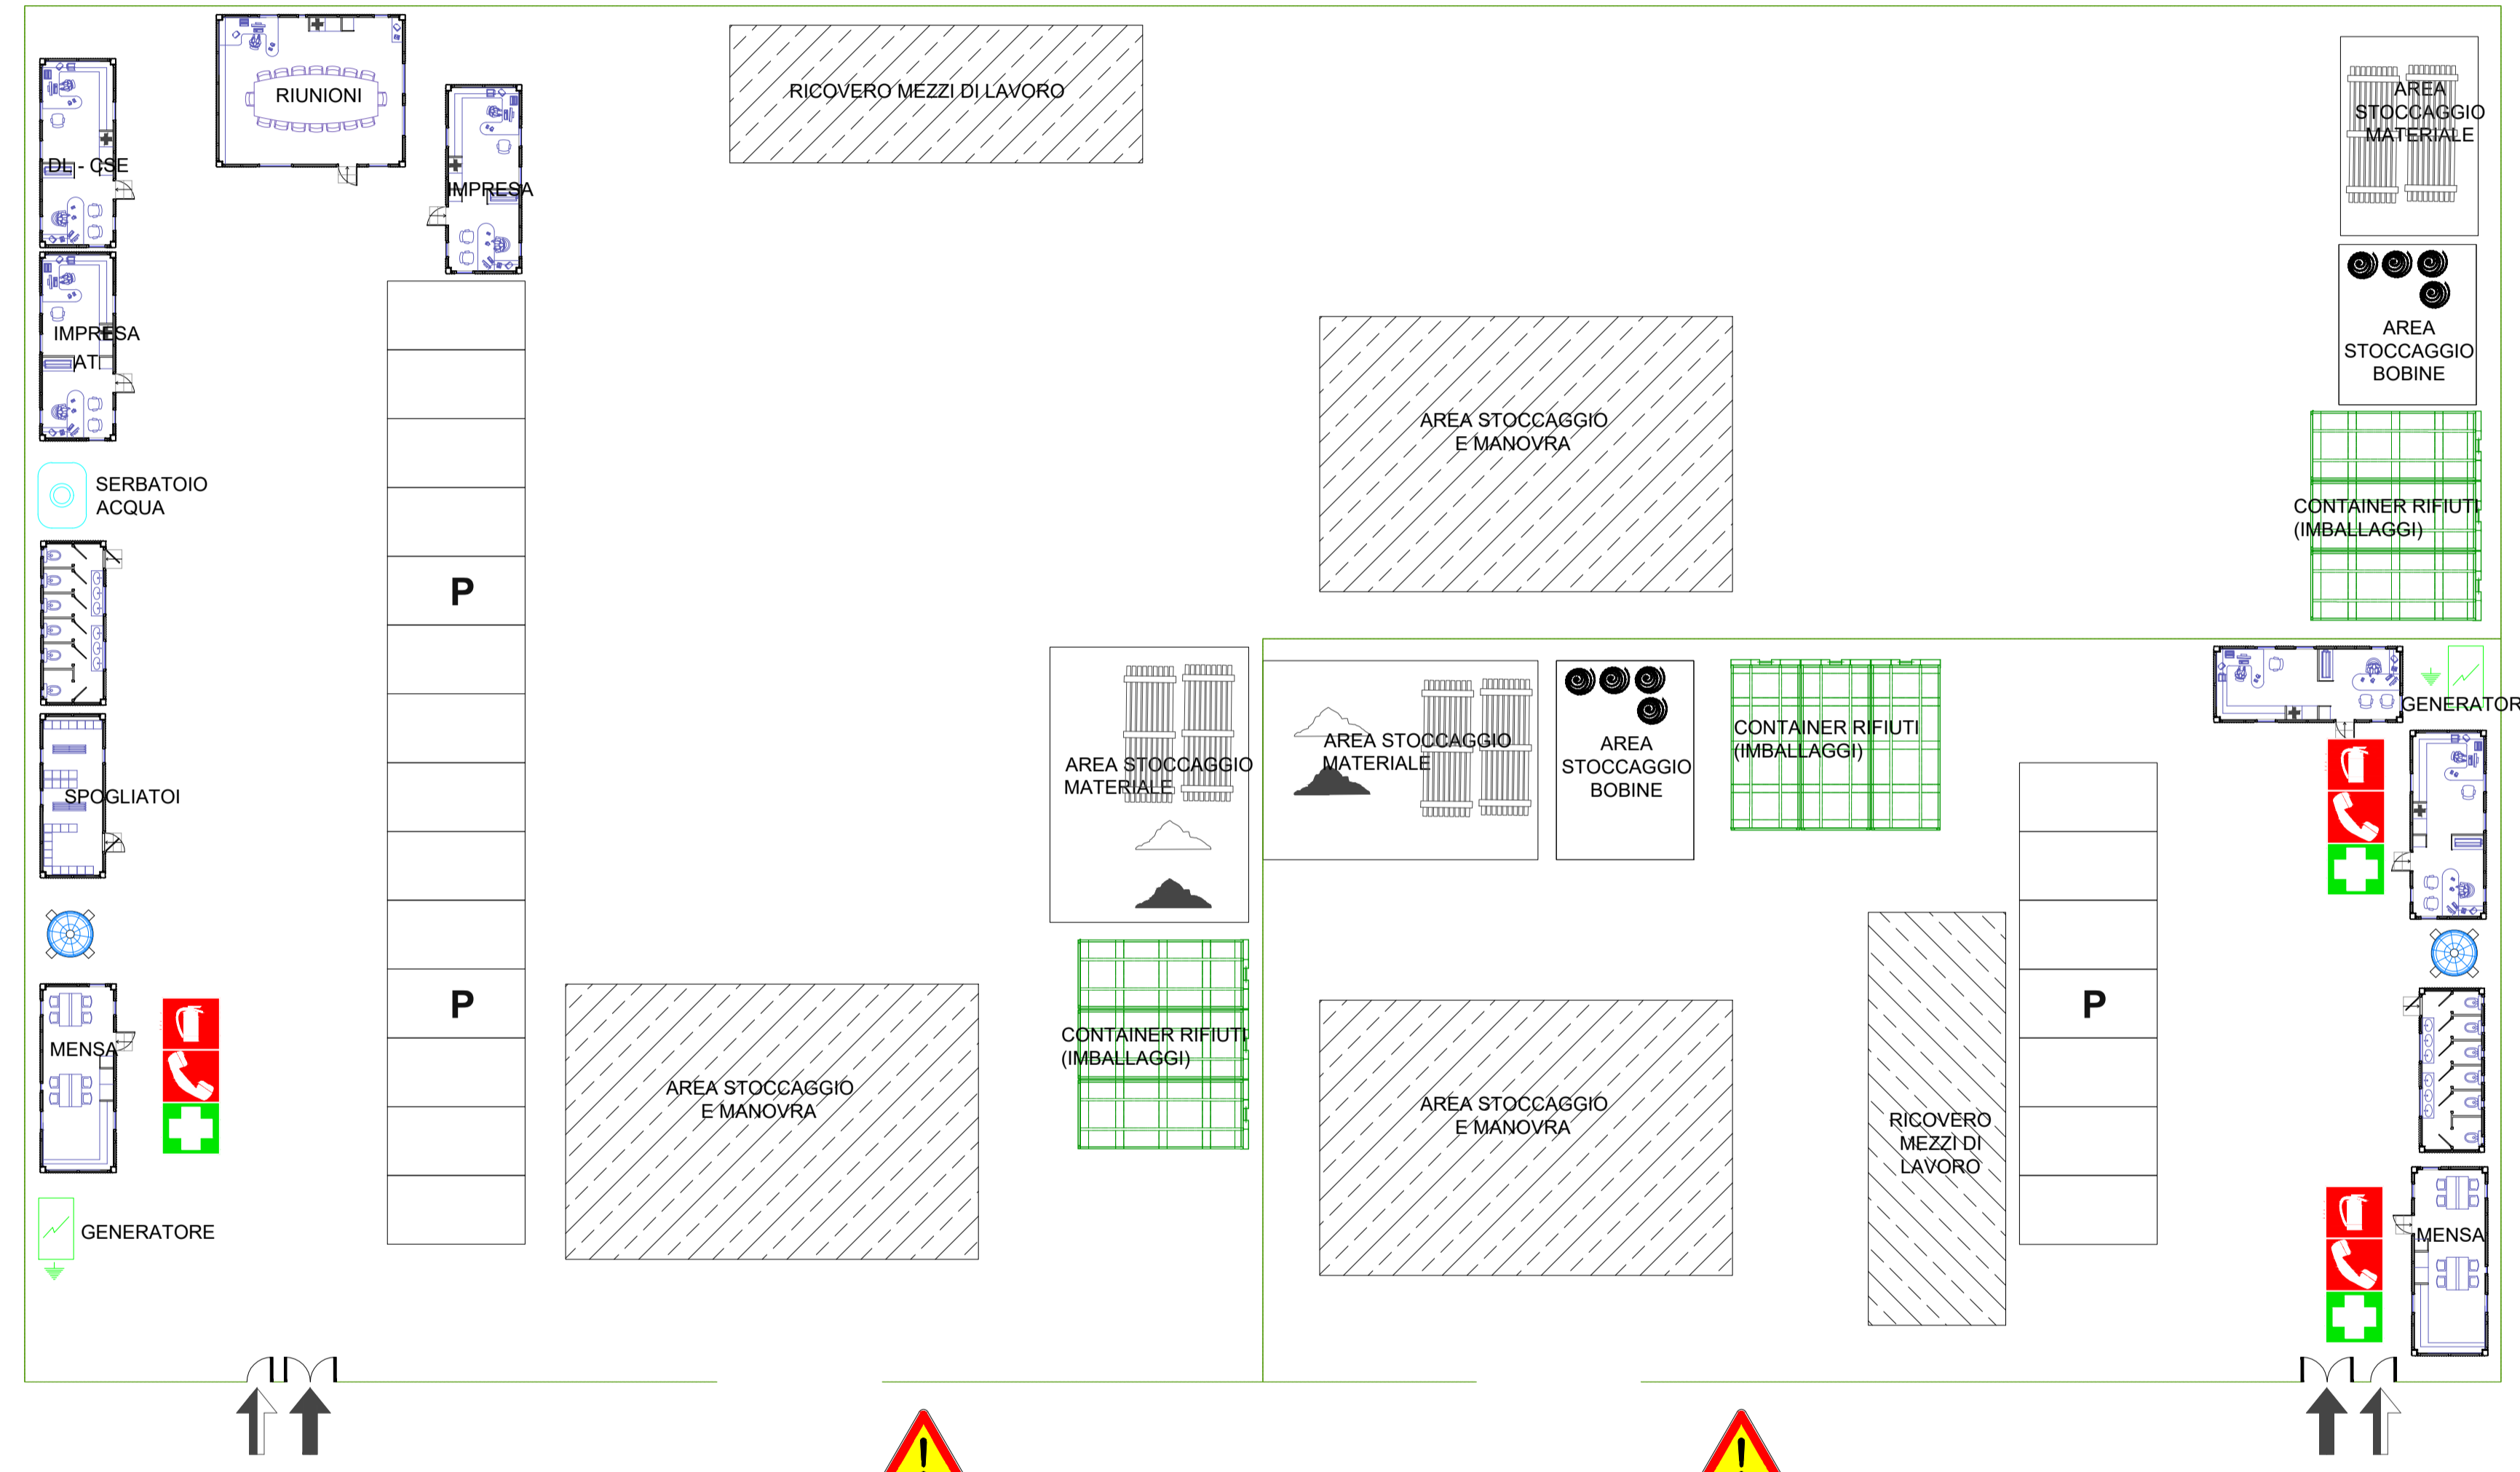 RIUNIONI
RICOVERO MEZZI DI LAVORO
AREA
STOCCAGGIO
MATERIALE
DL - CSE
IMPRESA
IMPRESA
ATI
AREA
STOCCAGGIO
BOBINE
AREA STOCCAGGIO
E MANOVRA
SERBATOIO
ACQUA
CONTAINER RIFIUTI
(IMBALLAGGI)
P
SPOGLIATOI
AREA STOCCAGGIO
MATERIALE
AREA STOCCAGGIO
MATERIALE
AREA
STOCCAGGIO
BOBINE
CONTAINER RIFIUTI
(IMBALLAGGI)
GENERATOR
P
P
MENSA
CONTAINER RIFIUTI
(IMBALLAGGI)
AREA STOCCAGGIO
E MANOVRA
AREA STOCCAGGIO
E MANOVRA
RICOVERO
MEZZI DI
LAVORO
GENERATORE
MENSA